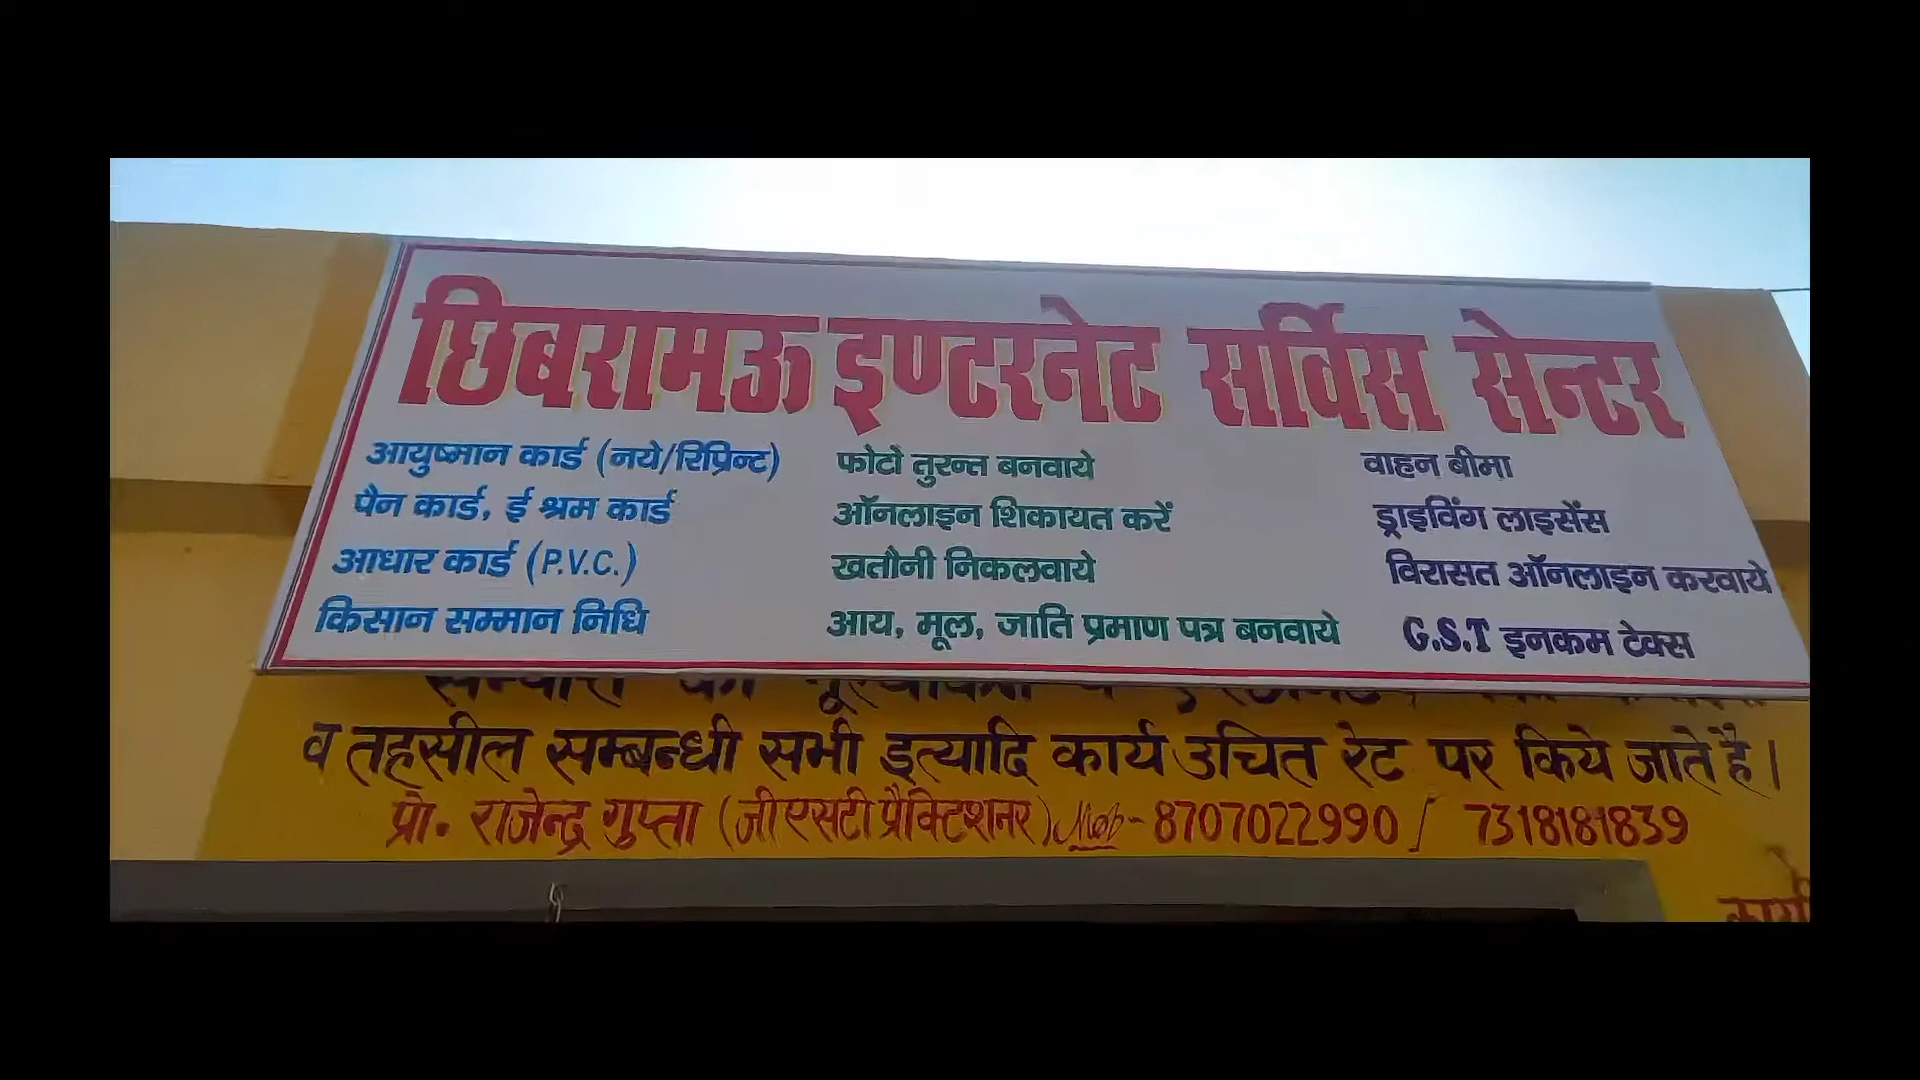 छिबरामऊ इण्टरनेट सर्विस सेन्टर
आयुष्मान कार्ड (नये/रिप्रिन्ट)
पैन कार्ड, ई श्रम कार्ड
आधार कार्ड (P.V.C.)
किसान सम्मान निधि
फोटो तुरन्त बनवाये
ऑनलाइन शिकायत करें
खतौनी निकलवाये
आय, मूल, जाति प्रमाण पत्र बनवाये
वाहन बीमा
ड्राइविंग लाइसेंस
विरासत ऑनलाइन करवाये
G.S.T इनकम टेक्स
व तहसील सम्बन्धी सभी इत्यादि कार्य उचित रेट पर किये जाते है।
प्रो. राजेन्द्र गुप्ता (जीएसटी प्रैक्टिशनर) Mob- 8707022990 / 7318181839